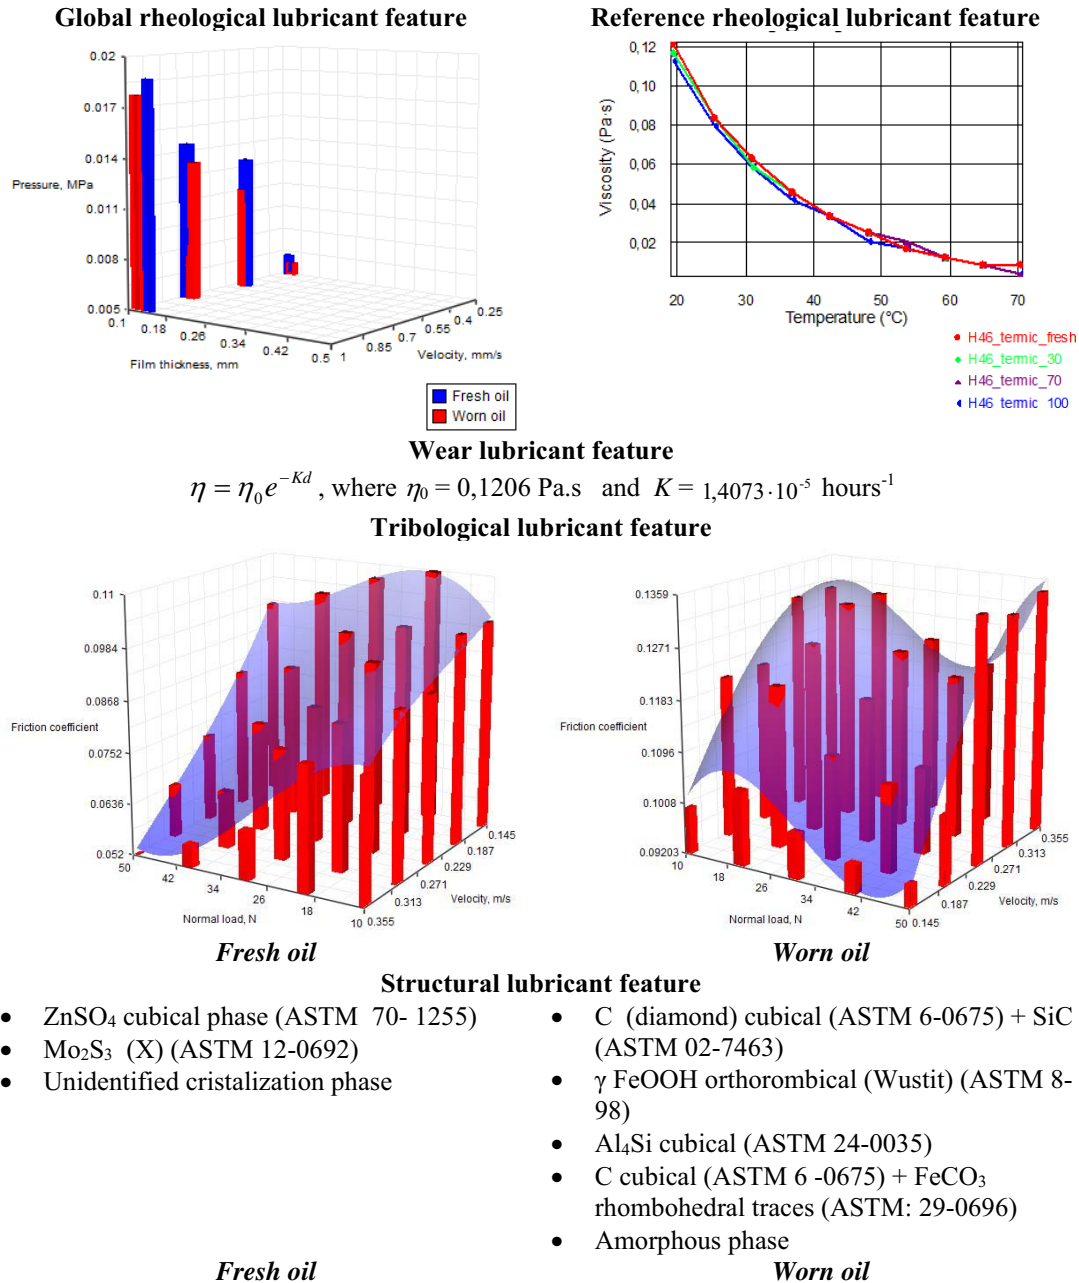 Global rheological lubricant feature
Reference rheological lubricant feature
0.02
0.017
0.014
Pressure, MPa
0.011
0.008
0.005
0.1
0.18
0.26
0.34
0.42
0.5
Film thickness, mm
1
0.85
0.7
0.55
0.4
0.25
Velocity, mm/s
Fresh oil
Worn oil
0,12
0,10
0,08
0,06
0,04
0,02
Viscosity (Pa·s)
20 30 40 50 60 70
Temperature (°C)
H46_termic_fresh
H46_termic_30
H46_termic_70
H46_termic_100
Wear lubricant feature
η = η₀e^{-Kd} , where η₀ = 0,1206 Pa.s and K = 1,4073·10⁻⁵ hours⁻¹
Tribological lubricant feature
0.11
0.0984
0.0868
Friction coefficient
0.0752
0.0636
0.052
50
42
34
26
18
10
Normal load, N
0.355
0.313
0.271
0.229
0.187
0.145
Velocity, m/s
0.1359
0.1271
0.1183
Friction coefficient
0.1096
0.1008
0.09203
10
18
26
34
42
50
Normal load, N
0.145
0.187
0.229
0.271
0.313
0.355
Velocity, m/s
Fresh oil
Worn oil
Structural lubricant feature
• ZnSO₄ cubical phase (ASTM 70- 1255)
• Mo₂S₃ (X) (ASTM 12-0692)
• Unidentified cristalization phase
• C (diamond) cubical (ASTM 6-0675) + SiC
(ASTM 02-7463)
• γ FeOOH orthorombical (Wustit) (ASTM 8-
98)
• Al₄Si cubical (ASTM 24-0035)
• C cubical (ASTM 6 -0675) + FeCO₃
rhombohedral traces (ASTM: 29-0696)
• Amorphous phase
Fresh oil
Worn oil